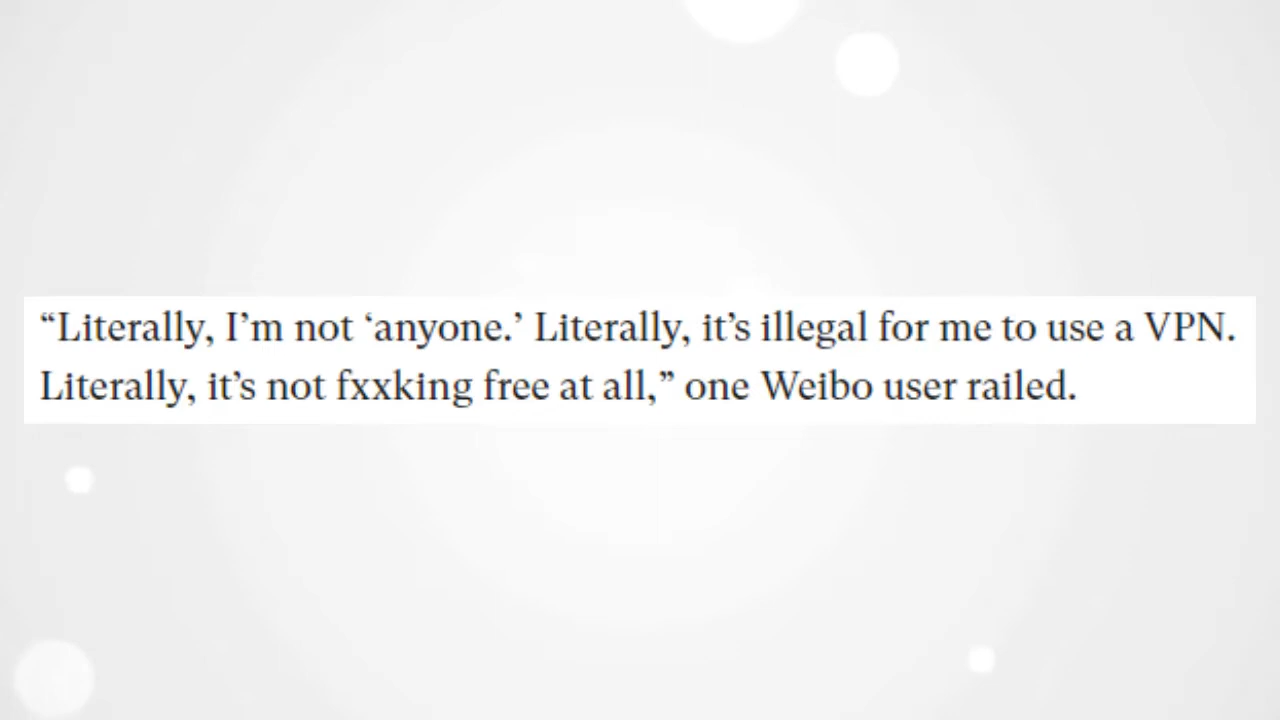 “Literally, I’m not ‘anyone.’ Literally, it’s illegal for me to use a VPN.
Literally, it’s not fxxking free at all,” one Weibo user railed.